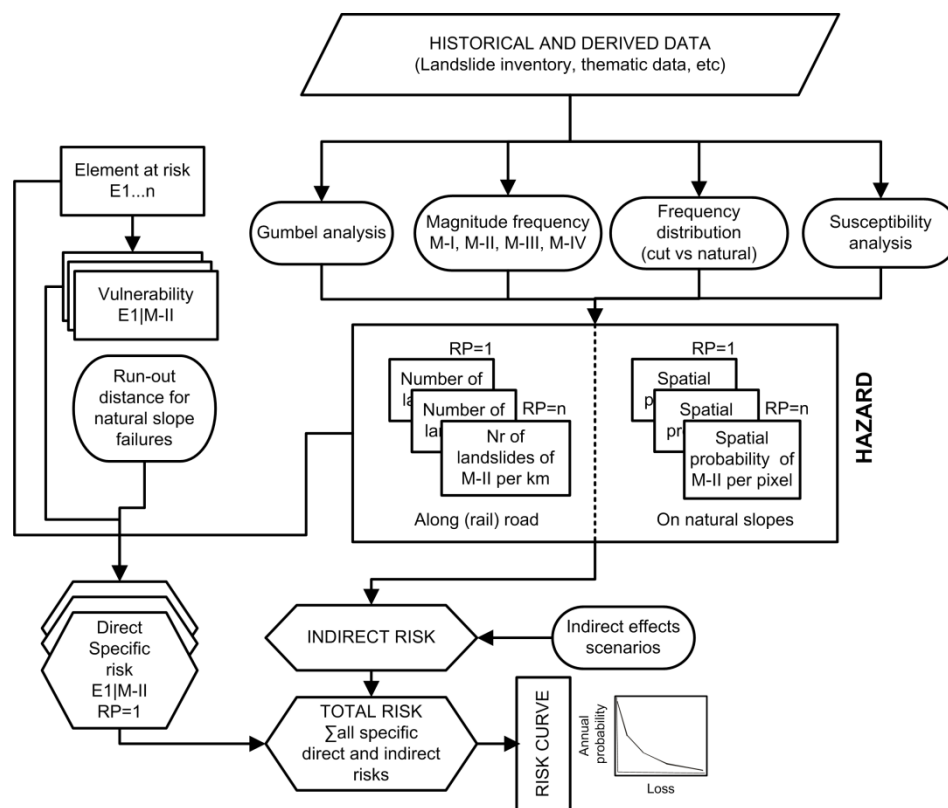 HISTORICAL AND DERIVED DATA
(Landslide inventory, thematic data, etc)
Element at risk
E1...n
Gumbel analysis
Magnitude frequency
M-I, M-II, M-III, M-IV
Frequency
distribution
(cut vs natural)
Susceptibility
analysis
Vulnerability
E1|M-II
Run-out
distance for
natural slope
failures
RP=1
Number of
la
Number of
lan
RP=n
Nr of
landslides of
M-II per km
Along (rail) road
RP=1
Spatial
p
Spatial
pro
RP=n
Spatial
probability of
M-II per pixel
On natural slopes
HAZARD
Direct
Specific
risk
E1|M-II
RP=1
INDIRECT RISK
Indirect effects
scenarios
TOTAL RISK
∑all specific
direct and indirect
risks
RISK CURVE
Annual
probability
Loss